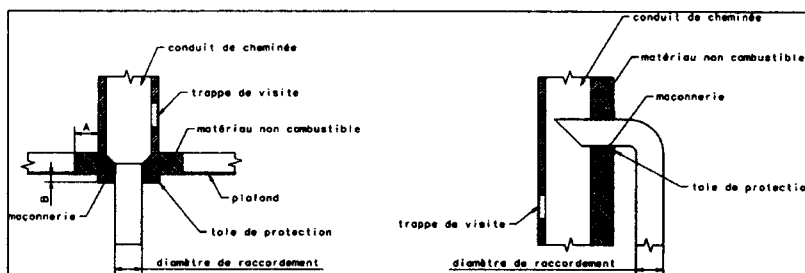 conduit de cheminée
trappe de visite
matériau non combustible
A
B
plafond
maçonnerie
tole de protection
diamètre de raccordement
conduit de cheminée
matériau non combustible
maçonnerie
tole de protection
trappe de visite
diamètre de raccordement